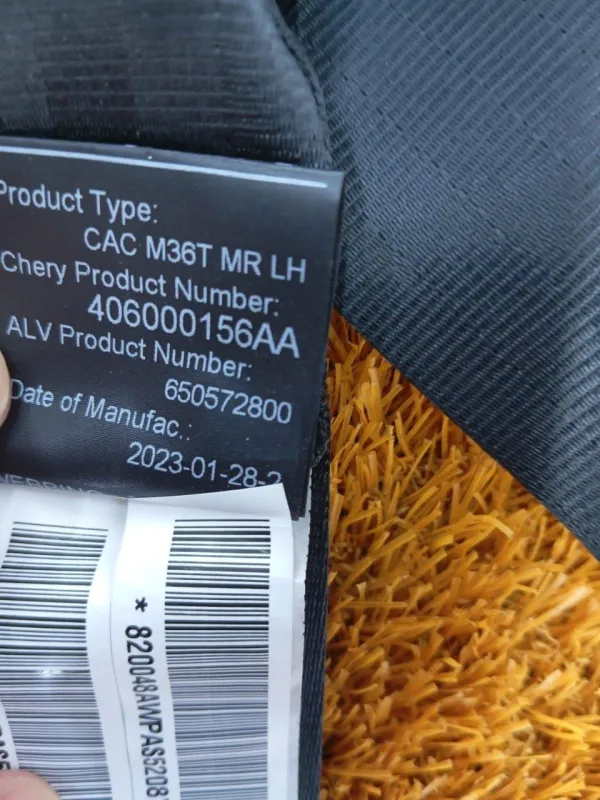 Product Type:
CAC M36T MR LH
Chery Product Number:
406000156AA
ALV Product Number:
650572800
Date of Manufac.:
2023-01-28-2
* 820048AWPAS5208